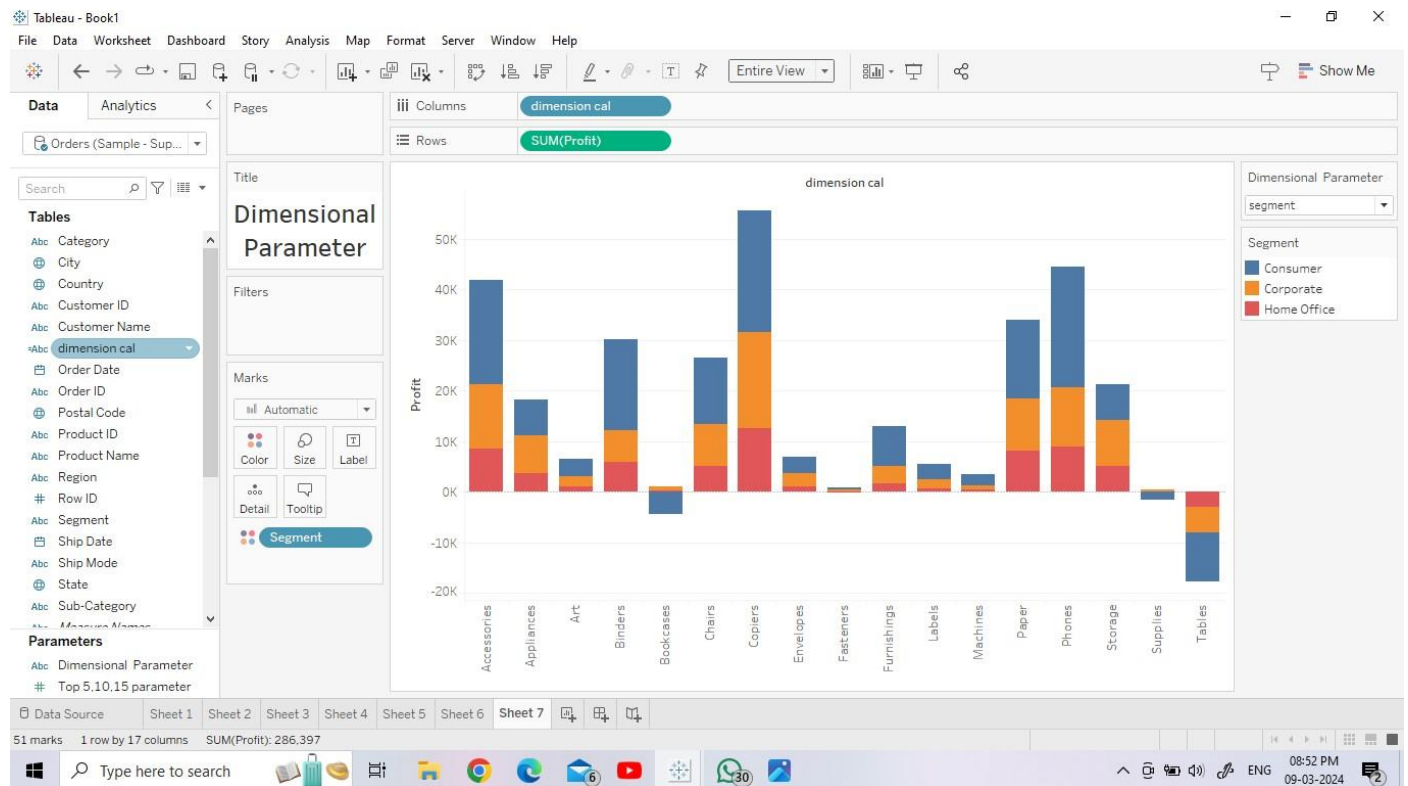 Tableau - Book1
File Data Worksheet Dashboard Story Analysis Map Format Server Window Help
Entire View
Show Me
Data Analytics
Pages
Columns
dimension cal
Orders (Sample - Sup...
Rows
SUM(Profit)
Search
Tables
Abc Category
City
Country
Abc Customer ID
Abc Customer Name
=Abc dimension cal
Order Date
Abc Order ID
Postal Code
Abc Product ID
Abc Product Name
Abc Region
# Row ID
Abc Segment
Ship Date
Abc Ship Mode
State
Abc Sub-Category
Abc Measure Names
Parameters
Abc Dimensional Parameter
# Top 5,10,15 parameter
Title
Dimensional
Parameter
Filters
Marks
Automatic
Color Size Label
Detail Tooltip
Segment
dimension cal
Profit
50K
40K
30K
20K
10K
0K
-10K
-20K
Accessories
Appliances
Art
Binders
Bookcases
Chairs
Copiers
Envelopes
Fasteners
Furnishings
Labels
Machines
Paper
Phones
Storage
Supplies
Tables
Dimensional Parameter
segment
Segment
Consumer
Corporate
Home Office
Data Source Sheet 1 Sheet 2 Sheet 3 Sheet 4 Sheet 5 Sheet 6 Sheet 7
51 marks 1 row by 17 columns SUM(Profit): 286,397
Type here to search
6
30
ENG
08:52 PM
09-03-2024
2